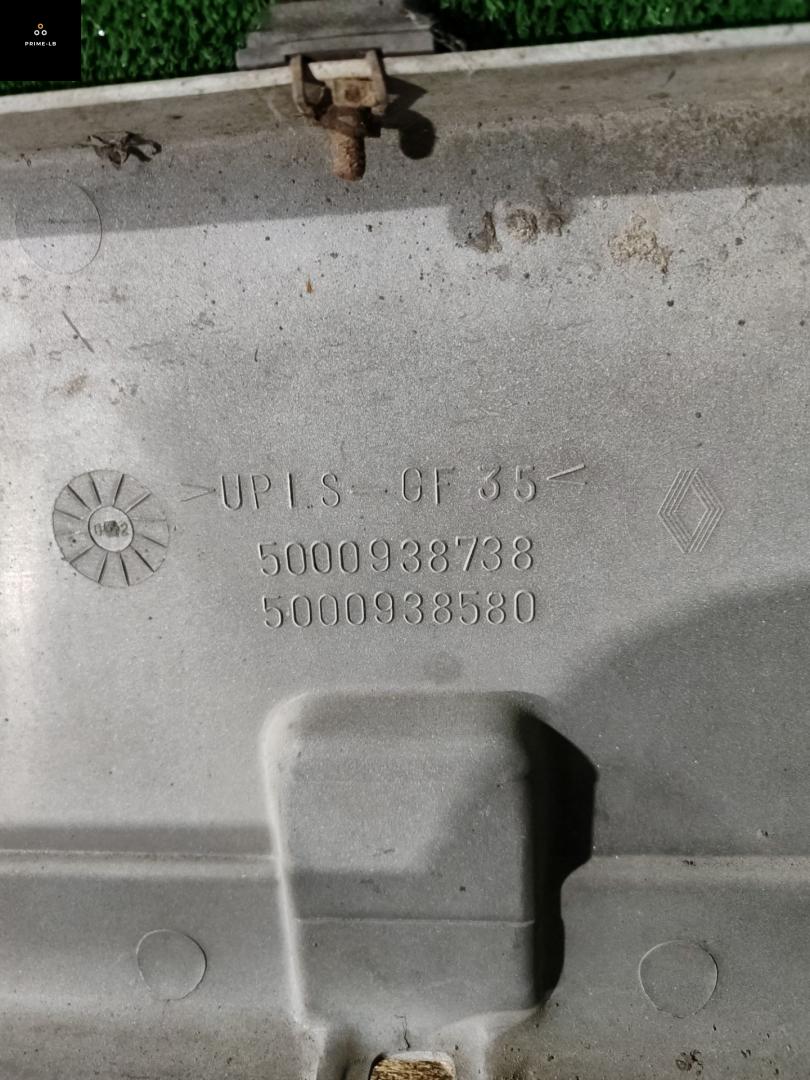 PRIME-LB
>UP I.S - GF 35<
5000938738
5000938580